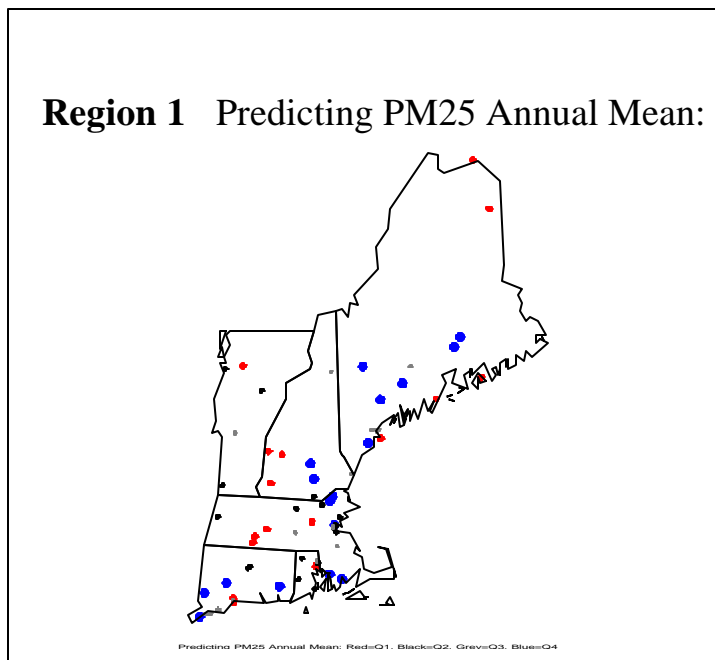 Region 1 Predicting PM25 Annual Mean:
Predicting PM25 Annual Mean: Red=Q1, Black=Q2, Grey=Q3, Blue=Q4